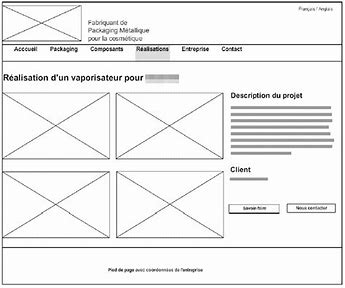 Français / Anglais
Fabriquant de
Packaging Métallique
pour la cosmétique
Accueil Packaging Composants Réalisations Entreprise Contact
Réalisation d'un vaporisateur pour
Description du projet
Client
Savoir faire Nous contacter
Pied de page avec coordonnées de l'entreprise